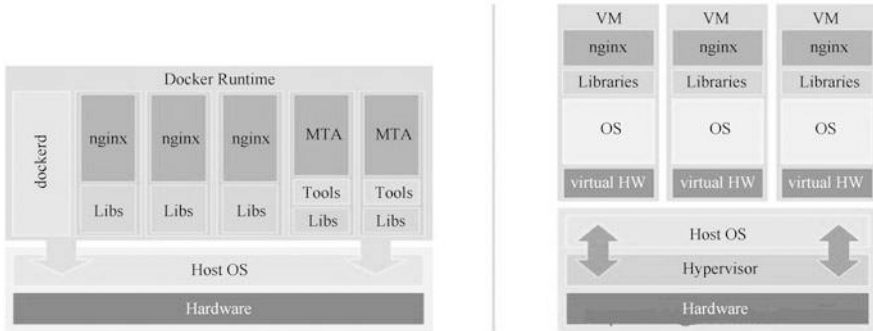 Docker Runtime
dockerd
nginx nginx nginx MTA MTA
Tools Tools
Libs Libs Libs Libs Libs
Host OS
Hardware
VM VM VM
nginx nginx nginx
Libraries Libraries Libraries
OS OS OS
virtual HW virtual HW virtual HW
Host OS
Hypervisor
Hardware